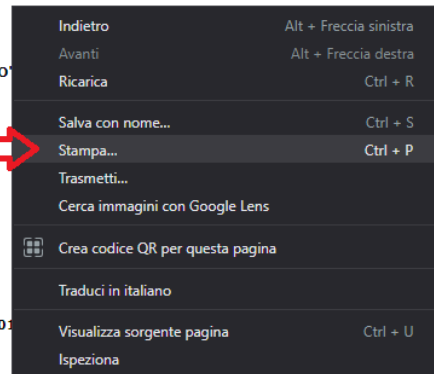 Indietro Alt + Freccia sinistra
Avanti Alt + Freccia destra
Ricarica Ctrl + R
Salva con nome... Ctrl + S
Stampa... Ctrl + P
Trasmetti...
Cerca immagini con Google Lens
Crea codice QR per questa pagina
Traduci in italiano
Visualizza sorgente pagina Ctrl + U
Ispeziona